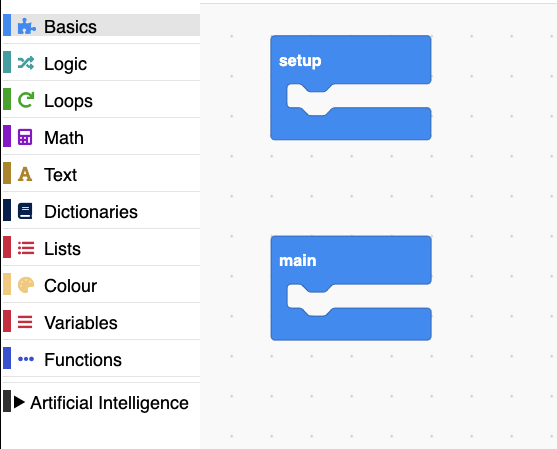 Basics
Logic
Loops
Math
Text
Dictionaries
Lists
Colour
Variables
Functions
Artificial Intelligence
setup
main